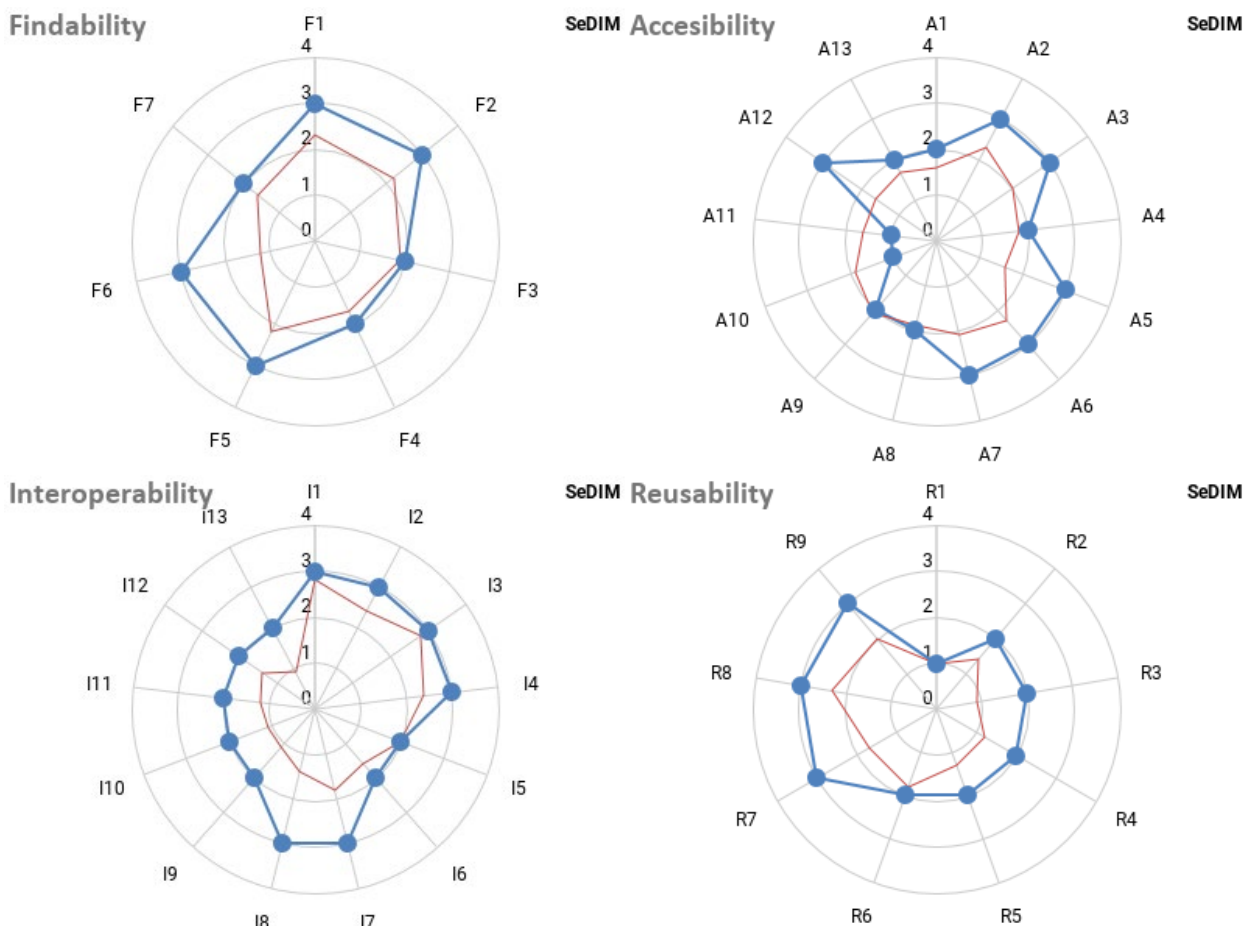 Findability
SeDIM
F1
4
3
2
1
0
F2
F3
F4
F5
F6
F7
Accesibility
SeDIM
A1
4
3
2
1
0
A2
A3
A4
A5
A6
A7
A8
A9
A10
A11
A12
A13
Interoperability
SeDIM
I1
4
3
2
1
0
I2
I3
I4
I5
I6
I7
I8
I9
I10
I11
I12
I13
Reusability
SeDIM
R1
4
3
2
1
0
R2
R3
R4
R5
R6
R7
R8
R9